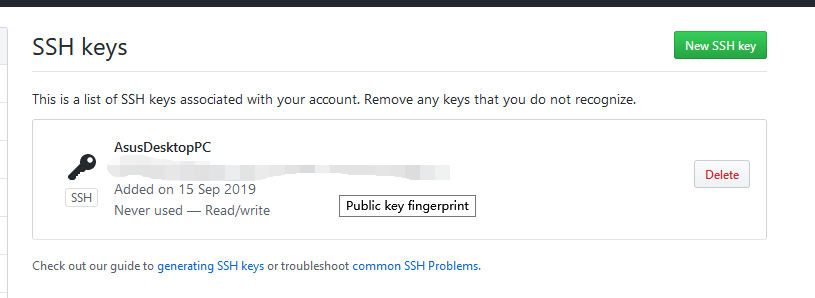 SSH keys
New SSH key
This is a list of SSH keys associated with your account. Remove any keys that you do not recognize.
AsusDesktopPC
SSH
Added on 15 Sep 2019
Never used — Read/write
Public key fingerprint
Delete
Check out our guide to generating SSH keys or troubleshoot common SSH Problems.